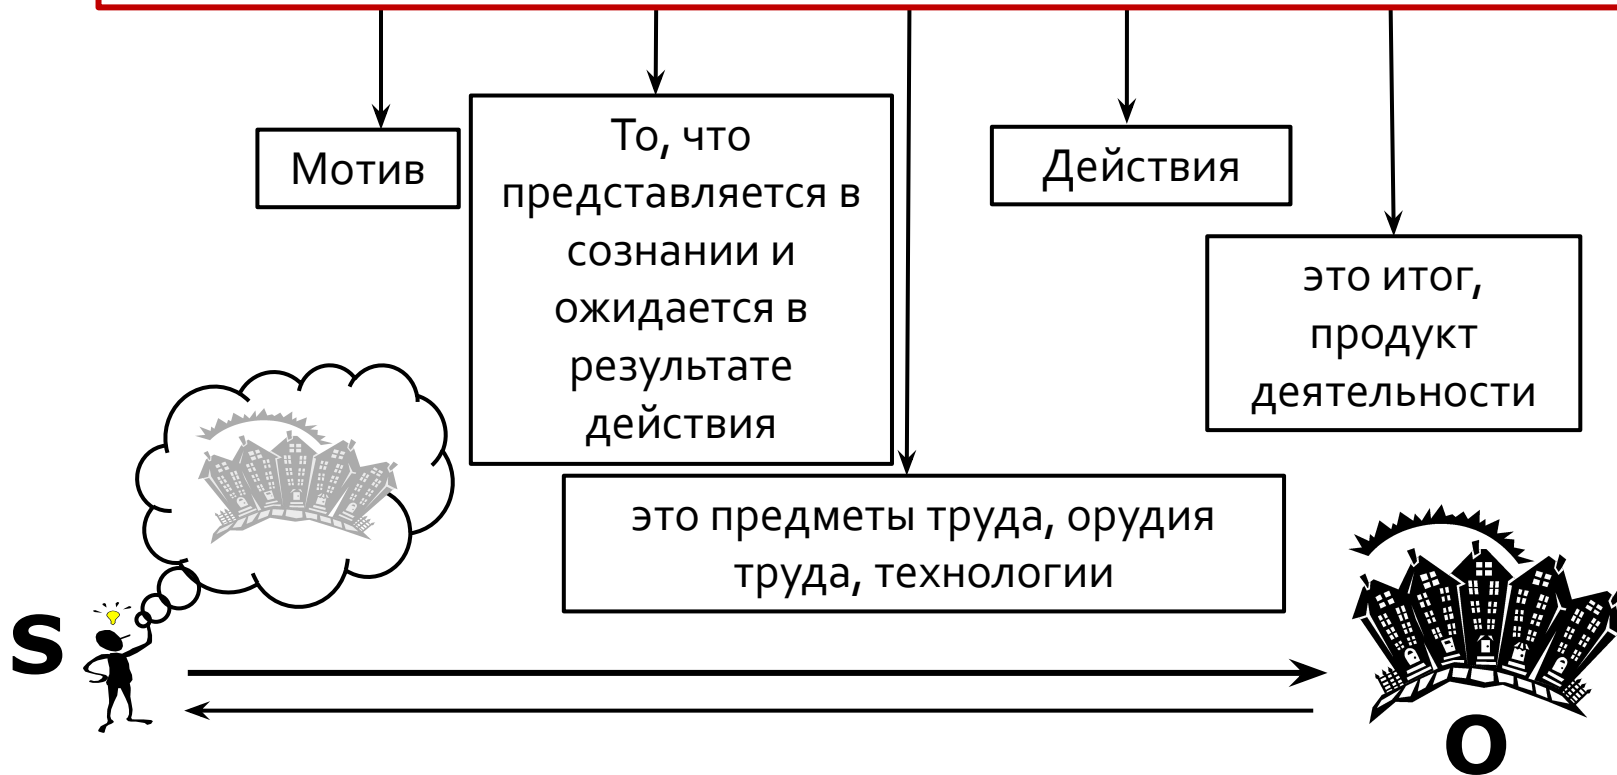 Мотив
То, что
представляется в
сознании и
ожидается в
результате
действия
Действия
это итог,
продукт
деятельности
это предметы труда, орудия
труда, технологии
S
O